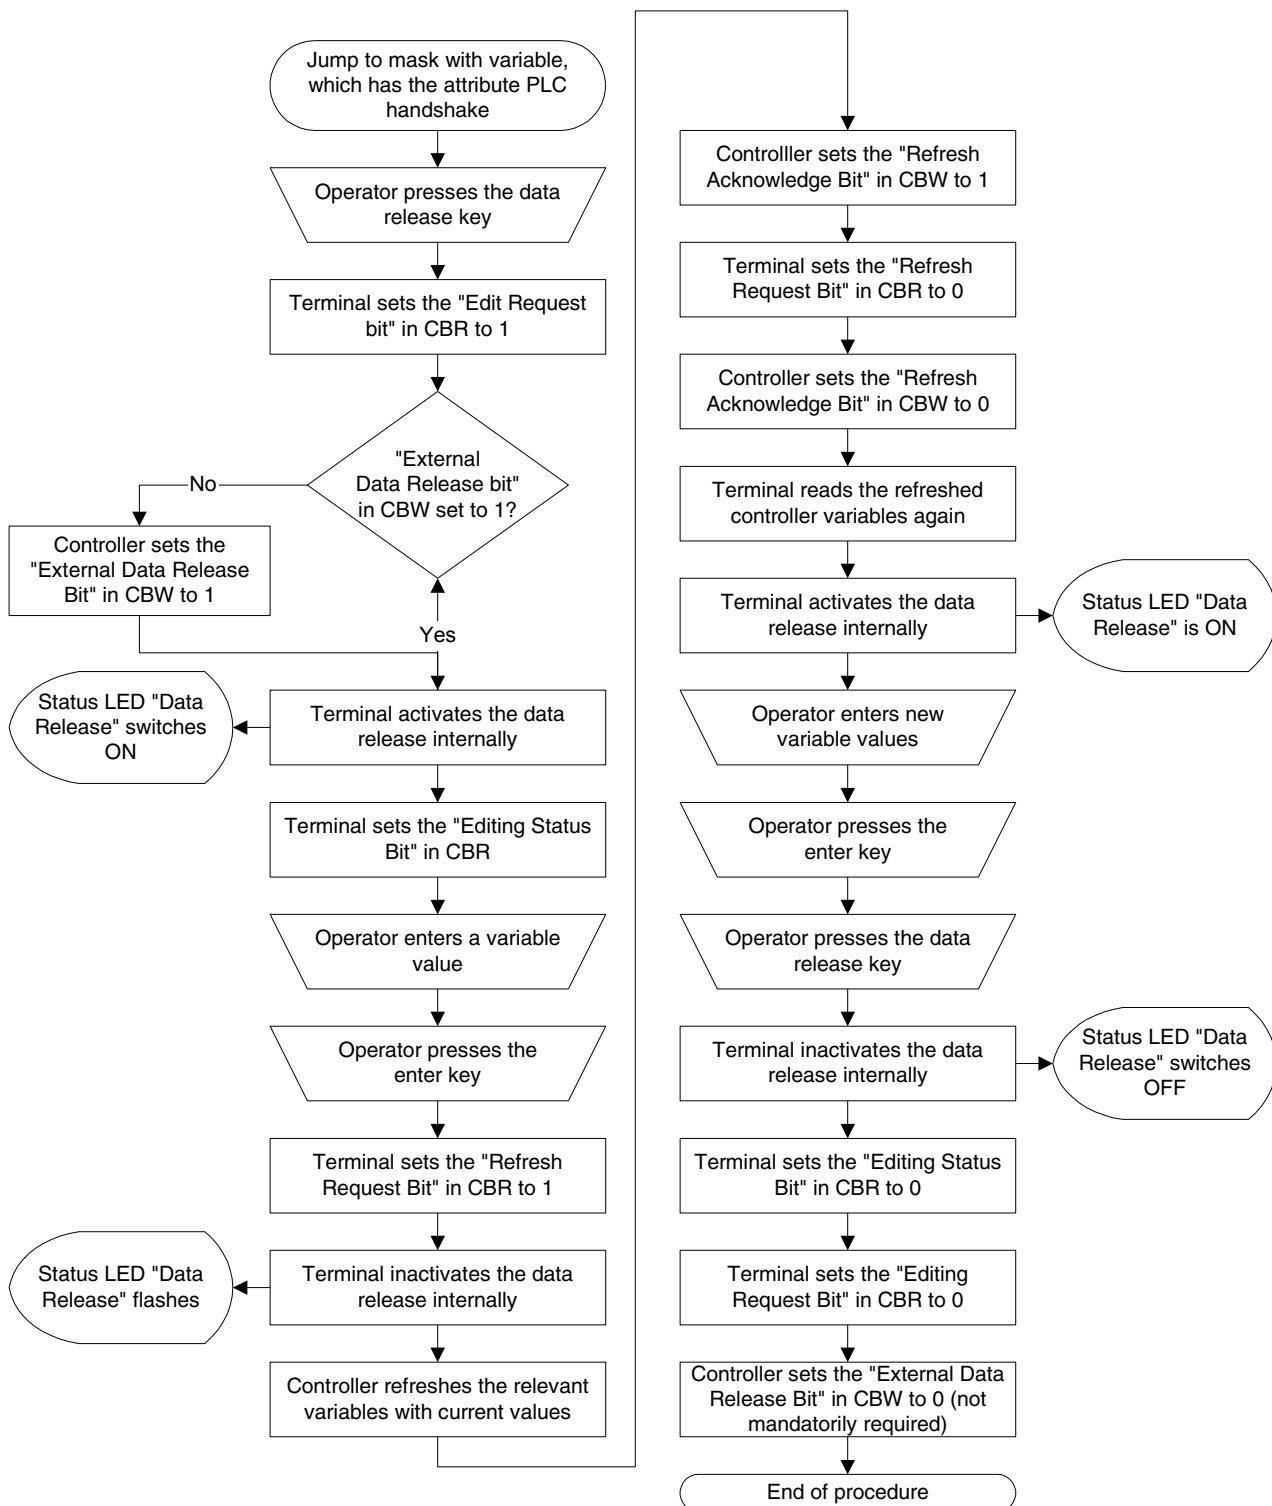 Jump to mask with variable,
which has the attribute PLC
handshake
Operator presses the data
release key
Terminal sets the "Edit Request
bit" in CBR to 1
"External
Data Release bit"
in CBW set to 1?
No
Controller sets the
"External Data Release
Bit" in CBW to 1
Yes
Status LED "Data
Release" switches
ON
Terminal activates the data
release internally
Terminal sets the "Editing Status
Bit" in CBR
Operator enters a variable
value
Operator presses the
enter key
Terminal sets the "Refresh
Request Bit" in CBR to 1
Status LED "Data
Release" flashes
Terminal inactivates the data
release internally
Controller refreshes the relevant
variables with current values
Controlller sets the "Refresh
Acknowledge Bit" in CBW to 1
Terminal sets the "Refresh
Request Bit" in CBR to 0
Controller sets the "Refresh
Acknowledge Bit" in CBW to 0
Terminal reads the refreshed
controller variables again
Terminal activates the data
release internally
Status LED "Data
Release" is ON
Operator enters new
variable values
Operator presses the
enter key
Operator presses the data
release key
Terminal inactivates the data
release internally
Status LED "Data
Release" switches
OFF
Terminal sets the "Editing Status
Bit" in CBR to 0
Terminal sets the "Editing
Request Bit" in CBR to 0
Controller sets the "External Data
Release Bit" in CBW to 0 (not
mandatorily required)
End of procedure